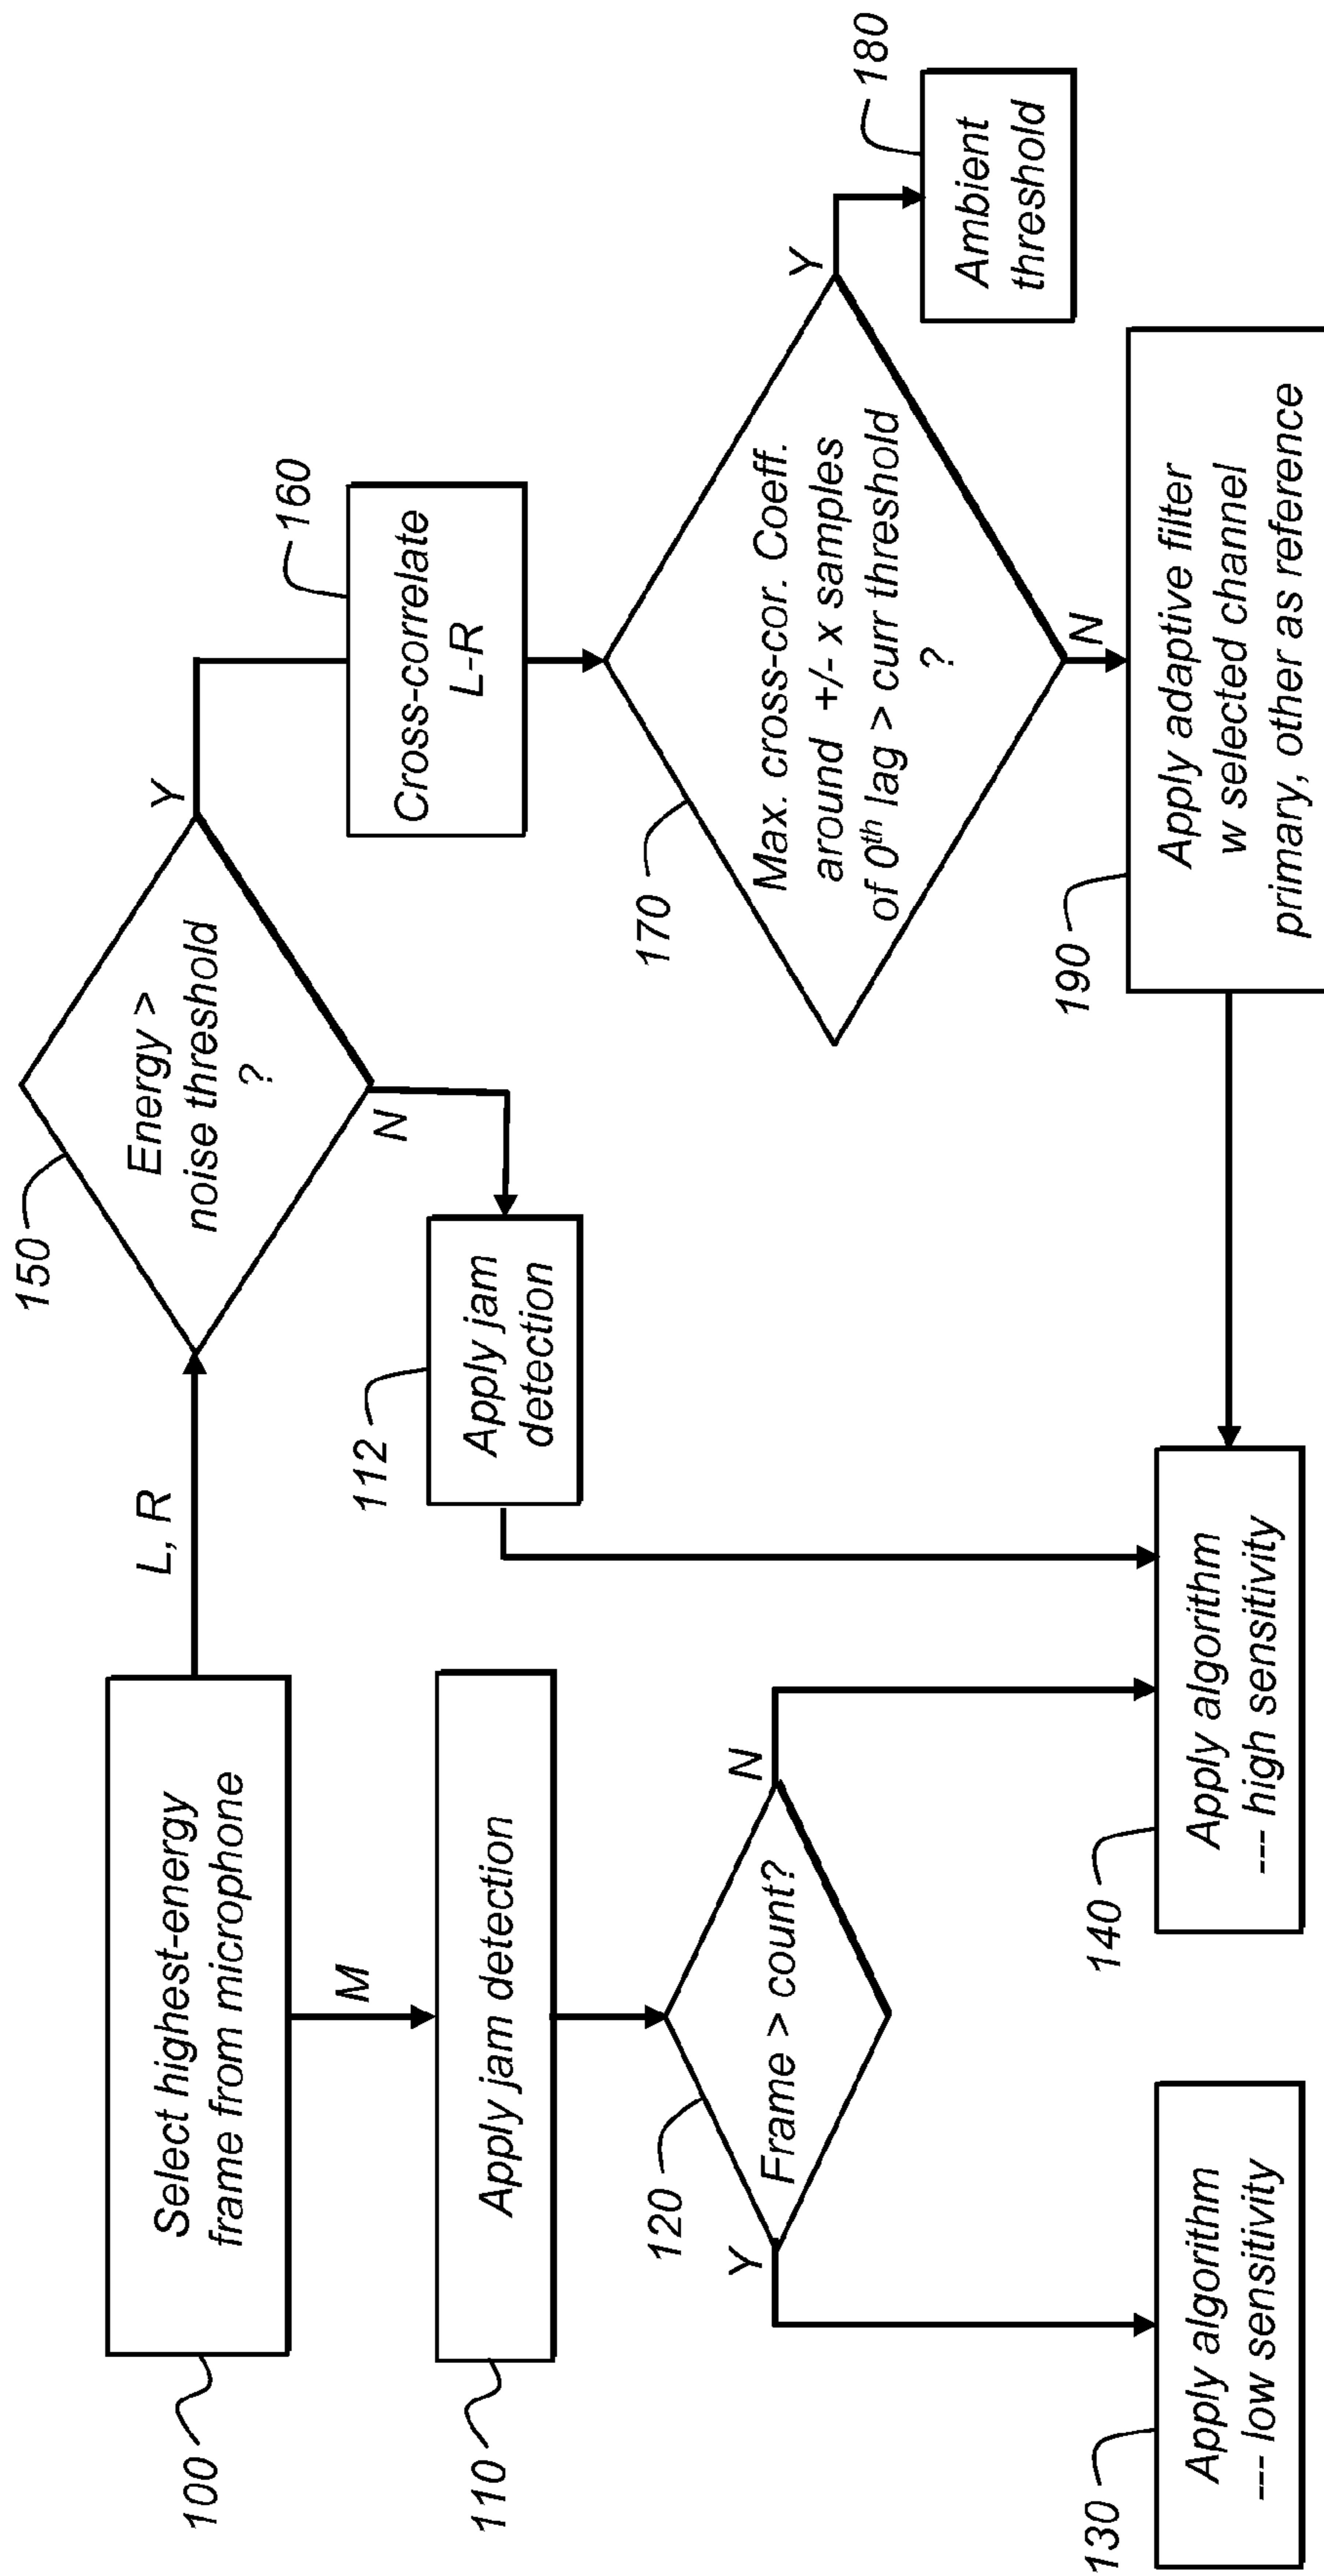 100
Select highest-energy
frame from microphone
L, R
M
110
Apply jam detection
120
Frame > count?
Y
N
130
Apply algorithm
--- low sensitivity
140
Apply algorithm
--- high sensitivity
150
Energy >
noise threshold
?
Y
N
112
Apply jam
detection
160
Cross-correlate
L-R
170
Max. cross-cor. Coeff.
around +/- x samples
of 0th lag > curr threshold
?
Y
N
180
Ambient
threshold
190
Apply adaptive filter
w selected channel
primary, other as reference